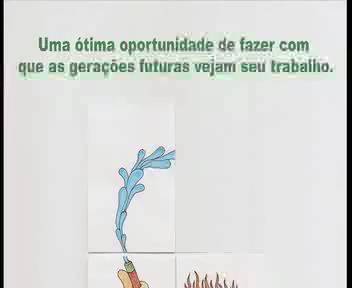 Uma ótima oportunidade de fazer com
que as gerações futuras vejam seu trabalho.